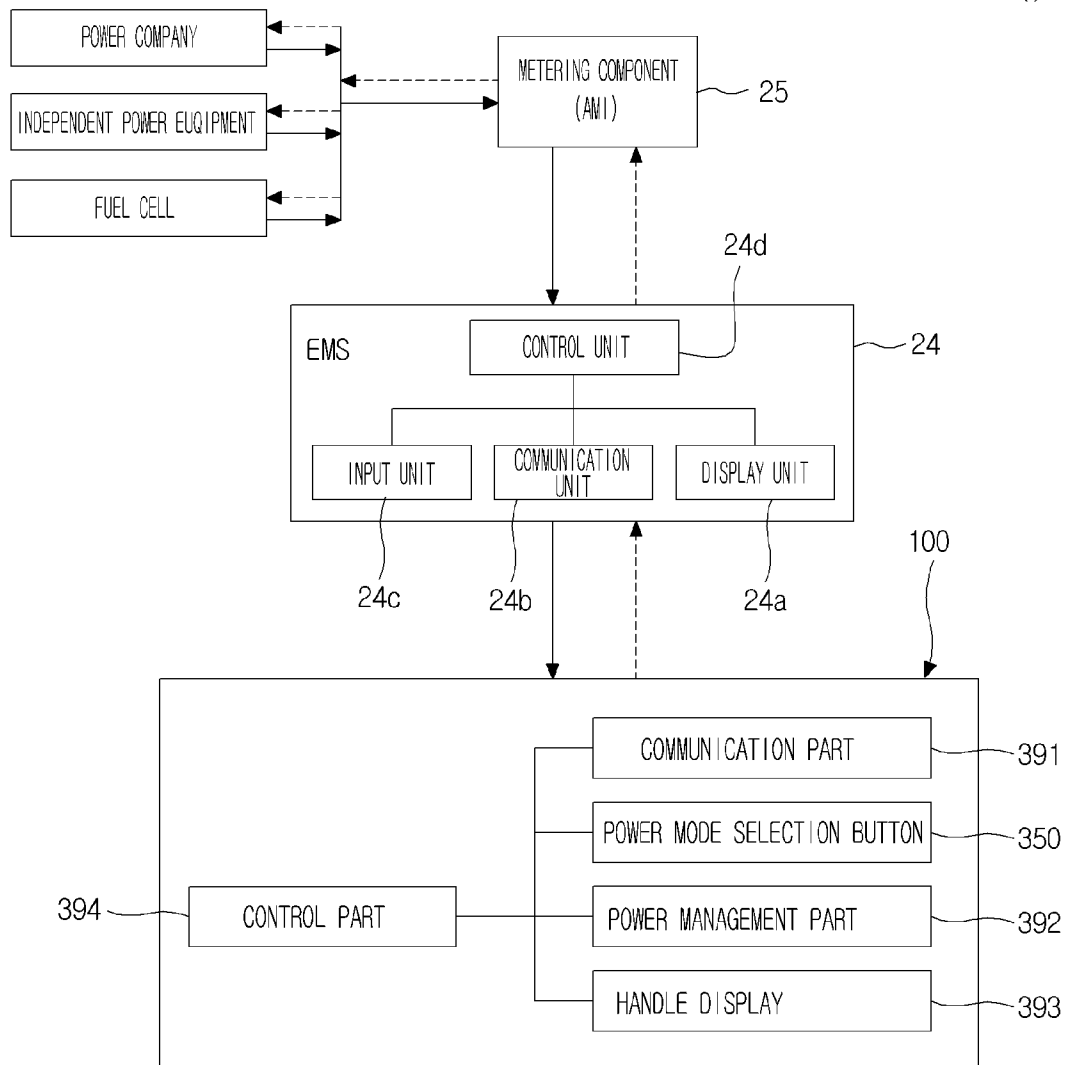 POWER COMPANY
INDEPENDENT POWER EUQIPMENT
FUEL CELL
METERING COMPONENT
(AMI)
25
24d
EMS
CONTROL UNIT
24
INPUT UNIT
COMMUNICATION
UNIT
DISPLAY UNIT
24c
24b
24a
100
COMMUNICATION PART
391
POWER MODE SELECTION BUTTON
350
394
CONTROL PART
POWER MANAGEMENT PART
392
HANDLE DISPLAY
393